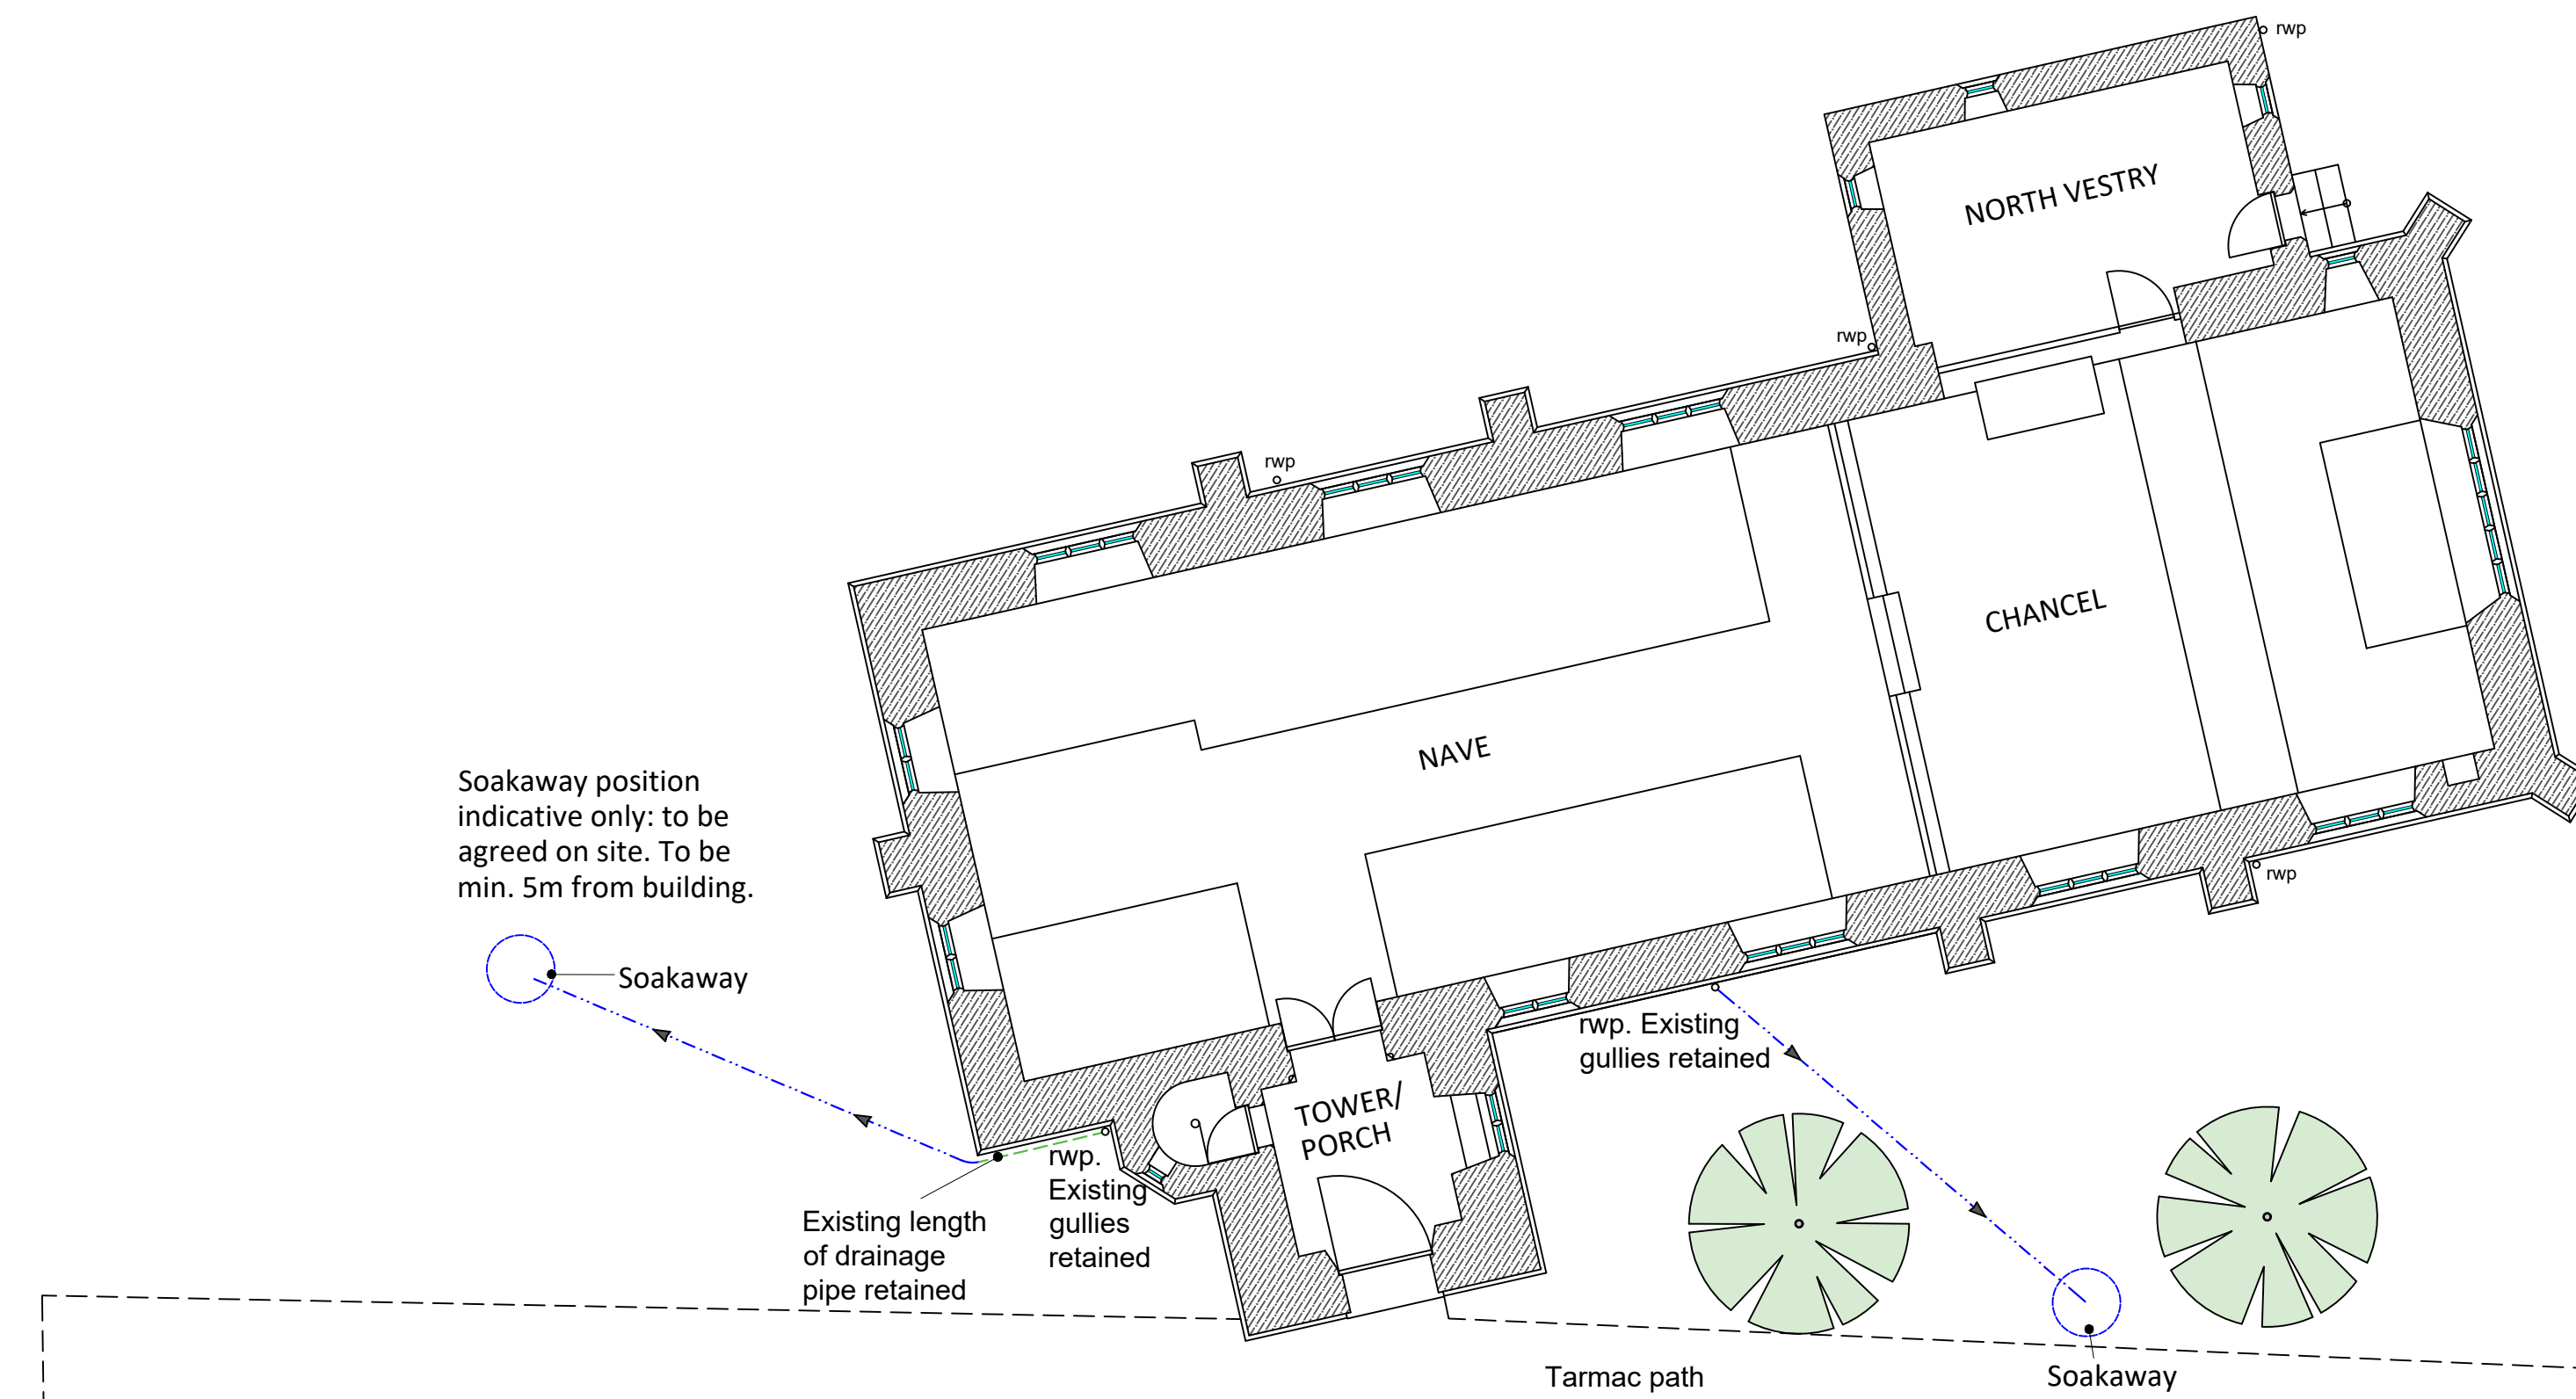 rwp
NORTH VESTRY
rwp
rwp
CHANCEL
NAVE
Soakaway position
indicative only: to be
agreed on site. To be
min. 5m from building.
rwp
Soakaway
rwp. Existing
gullies retained
TOWER/
PORCH
rwp.
Existing
gullies
retained
Existing length
of drainage
pipe retained
Tarmac path
Soakaway